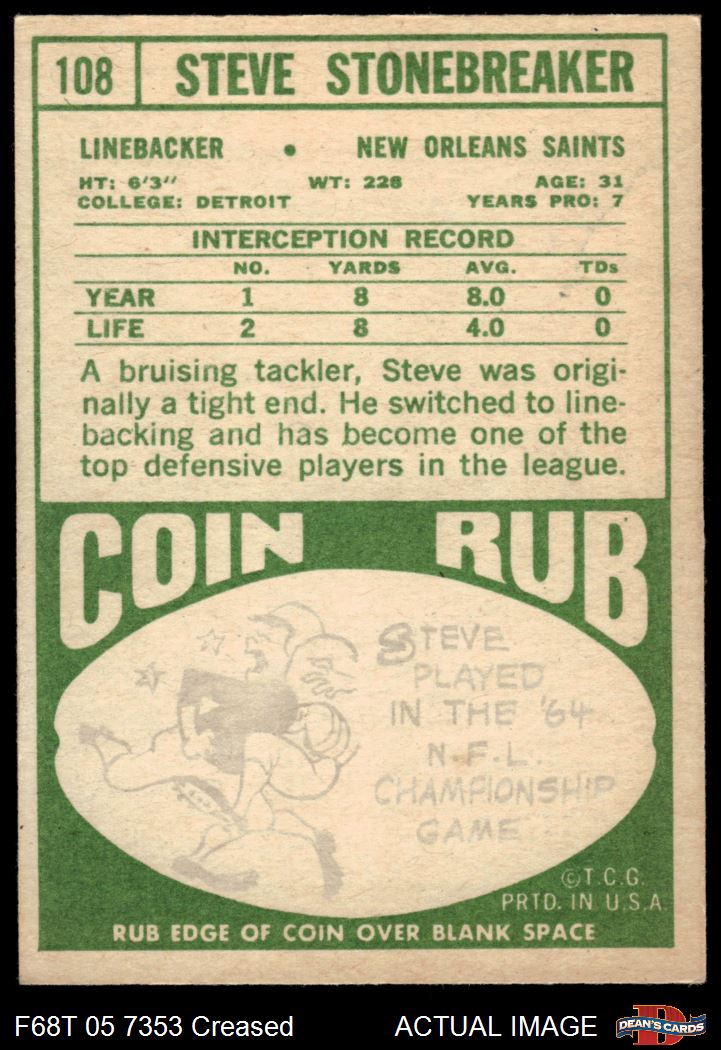 108 STEVE STONEBREAKER
LINEBACKER • NEW ORLEANS SAINTS
HT: 6'3" WT: 228 AGE: 31
COLLEGE: DETROIT YEARS PRO: 7
INTERCEPTION RECORD
NO. YARDS AVG. TDs
YEAR 1 8 8.0 0
LIFE 2 8 4.0 0
A bruising tackler, Steve was origi-
nally a tight end. He switched to line-
backing and has become one of the
top defensive players in the league.
COIN RUB
STEVE
PLAYED
IN THE '64
N.F.L.
CHAMPIONSHIP
GAME
©T.C.G.
PRTD. IN U.S.A.
RUB EDGE OF COIN OVER BLANK SPACE
F68T 05 7353 Creased ACTUAL IMAGE D DEAN'S CARDS